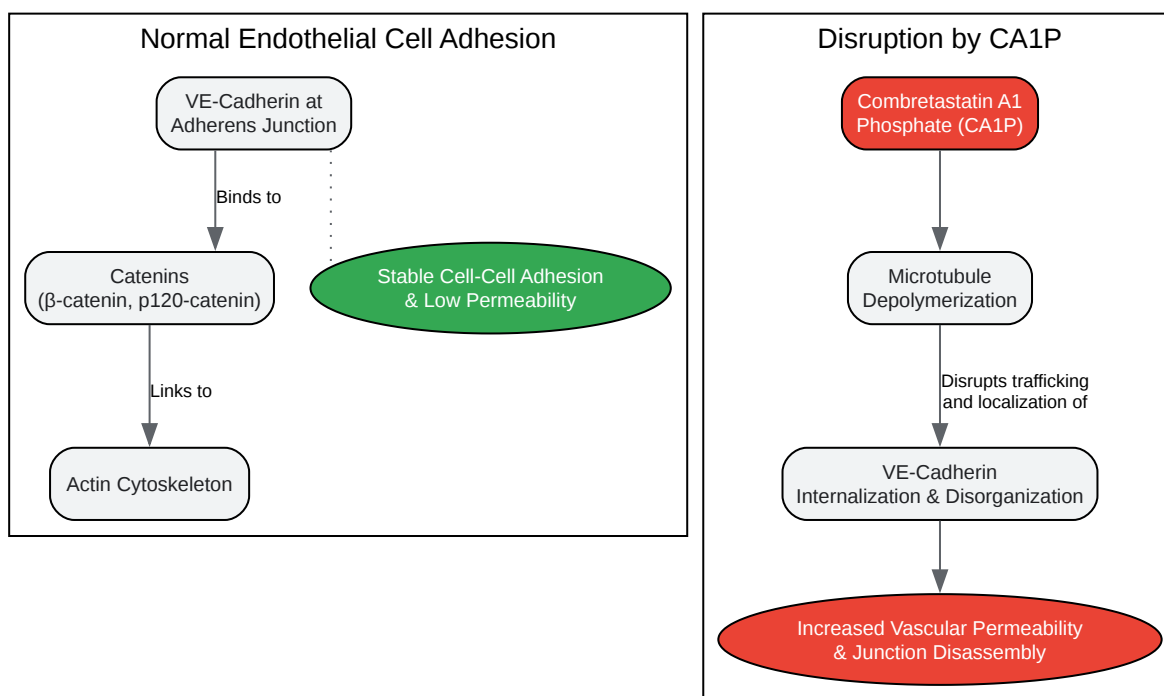 Normal Endothelial Cell Adhesion
VE-Cadherin at
Adherens Junction
Binds to
Catenins
(β-catenin, p120-catenin)
Stable Cell-Cell Adhesion
& Low Permeability
Links to
Actin Cytoskeleton
Disruption by CA1P
Combretastatin A1
Phosphate (CA1P)
Microtubule
Depolymerization
Disrupts trafficking
and localization of
VE-Cadherin
Internalization & Disorganization
Increased Vascular Permeability
& Junction Disassembly